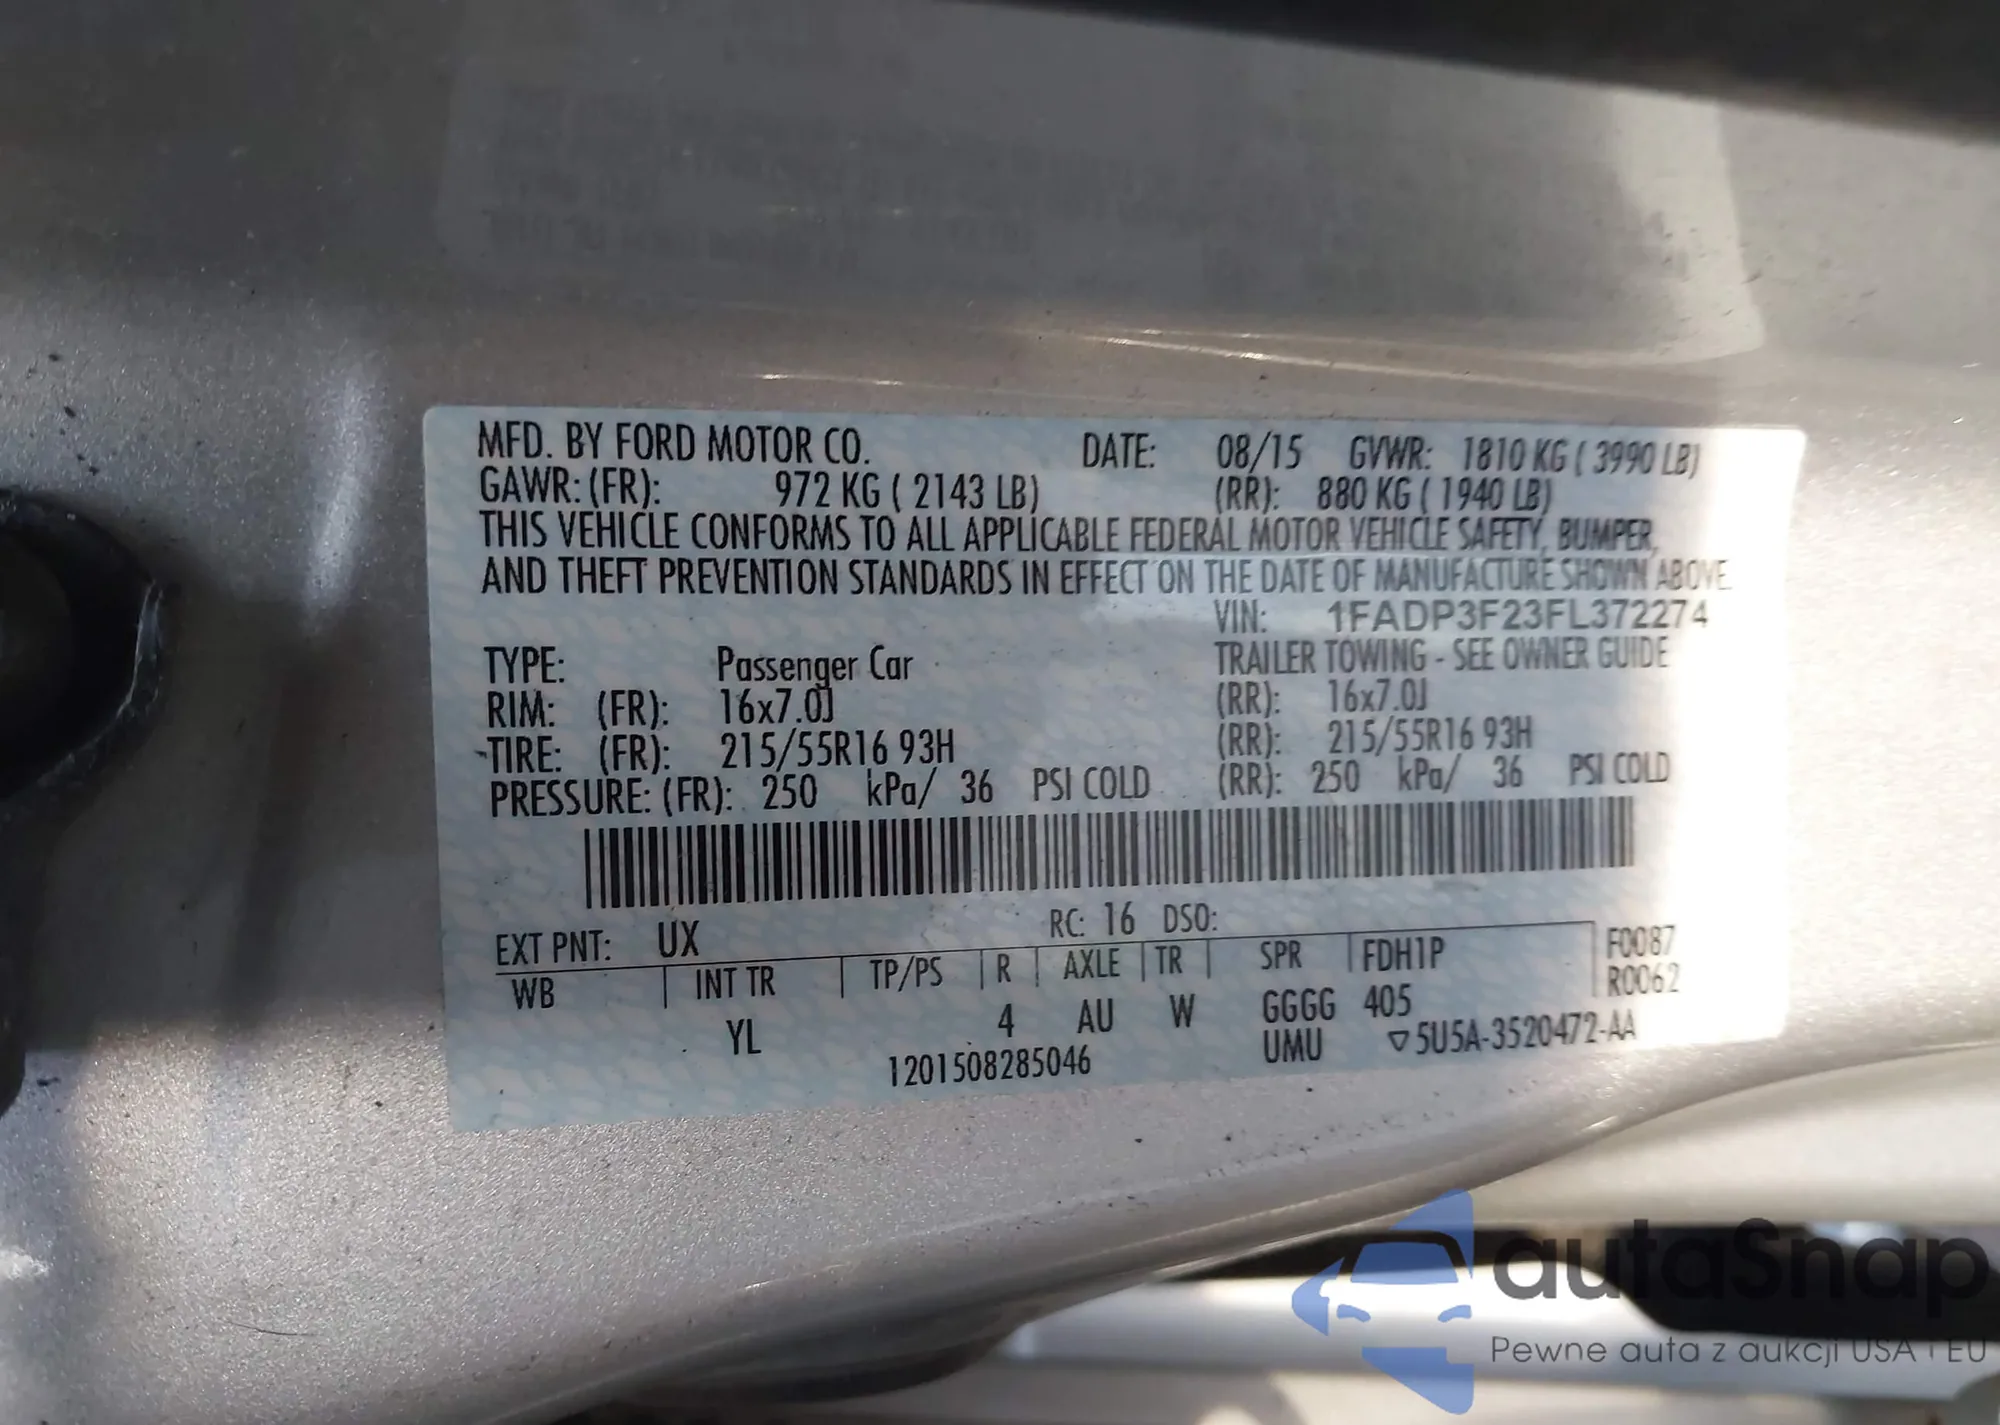 MFD. BY FORD MOTOR CO. DATE: 08/15 GVWR: 1810 KG ( 3990 LB)
GAWR: (FR): 972 KG ( 2143 LB) (RR): 880 KG ( 1940 LB)
THIS VEHICLE CONFORMS TO ALL APPLICABLE FEDERAL MOTOR VEHICLE SAFETY, BUMPER,
AND THEFT PREVENTION STANDARDS IN EFFECT ON THE DATE OF MANUFACTURE SHOWN ABOVE.
VIN: 1FADP3F23FL372274
TYPE: Passenger Car TRAILER TOWING - SEE OWNER GUIDE
RIM: (FR): 16x7.0J (RR): 16x7.0J
TIRE: (FR): 215/55R16 93H (RR): 215/55R16 93H
PRESSURE: (FR): 250 kPa/ 36 PSI COLD (RR): 250 kPa/ 36 PSI COLD
EXT PNT: UX RC: 16 DSO: F0087
WB INT TR TP/PS R AXLE TR SPR FDH1P R0062
YL 4 AU W GGGG 405
1201508285046 UMU ▽5U5A-3520472-AA
autaSnap
Pewne auta z aukcji USA i EU